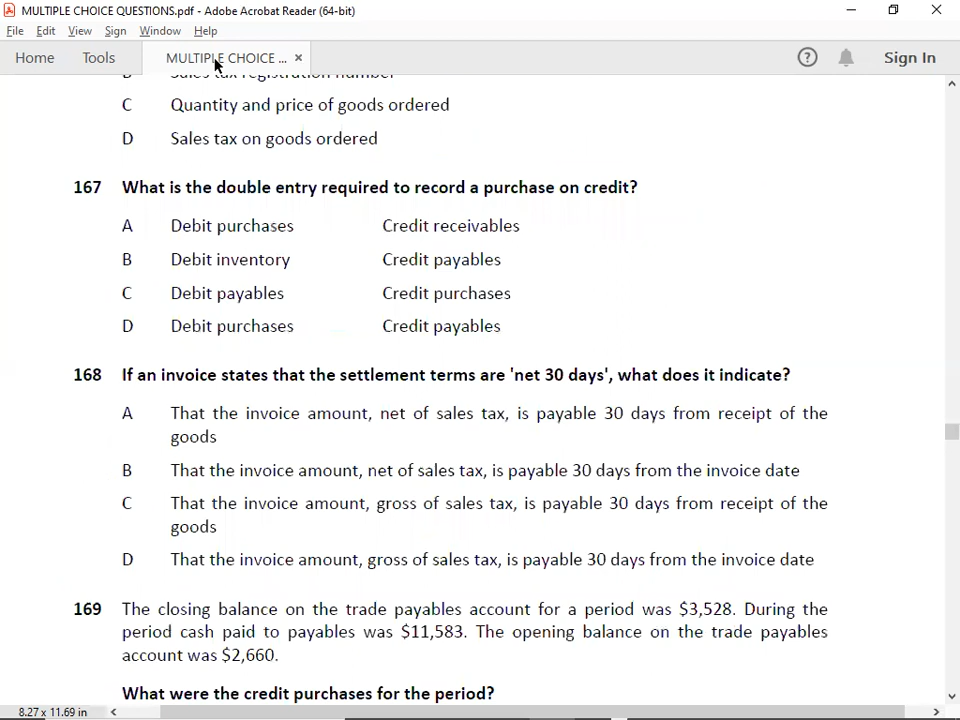 MULTIPLE CHOICE QUESTIONS.pdf - Adobe Acrobat Reader (64-bit)
File Edit View Sign Window Help
Home Tools MULTIPLE CHOICE ... × Sign In
B Sales tax registration number
C Quantity and price of goods ordered
D Sales tax on goods ordered
167 What is the double entry required to record a purchase on credit?
A Debit purchases Credit receivables
B Debit inventory Credit payables
C Debit payables Credit purchases
D Debit purchases Credit payables
168 If an invoice states that the settlement terms are 'net 30 days', what does it indicate?
A That the invoice amount, net of sales tax, is payable 30 days from receipt of the
goods
B That the invoice amount, net of sales tax, is payable 30 days from the invoice date
C That the invoice amount, gross of sales tax, is payable 30 days from receipt of the
goods
D That the invoice amount, gross of sales tax, is payable 30 days from the invoice date
169 The closing balance on the trade payables account for a period was $3,528. During the
period cash paid to payables was $11,583. The opening balance on the trade payables
account was $2,660.
What were the credit purchases for the period?
8.27 x 11.69 in